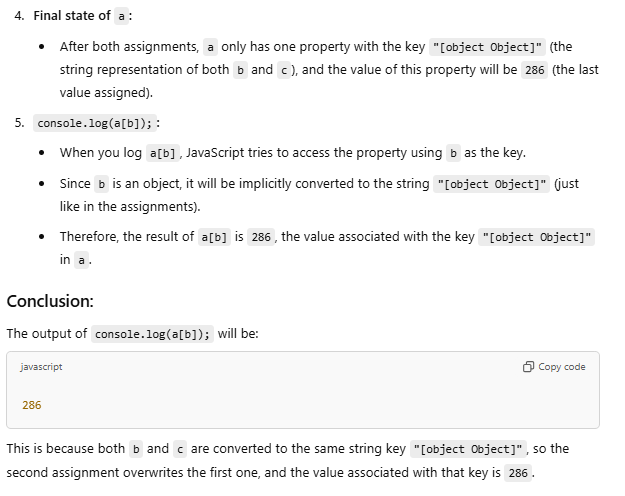 4. Final state of a:
• After both assignments, a only has one property with the key "[object Object]" (the
string representation of both b and c), and the value of this property will be 286 (the last
value assigned).
5. console.log(a[b]);:
• When you log a[b], JavaScript tries to access the property using b as the key.
• Since b is an object, it will be implicitly converted to the string "[object Object]" (just
like in the assignments).
• Therefore, the result of a[b] is 286, the value associated with the key "[object Object]"
in a.
Conclusion:
The output of console.log(a[b]); will be:
javascript Copy code
286
This is because both b and c are converted to the same string key "[object Object]", so the
second assignment overwrites the first one, and the value associated with that key is 286.